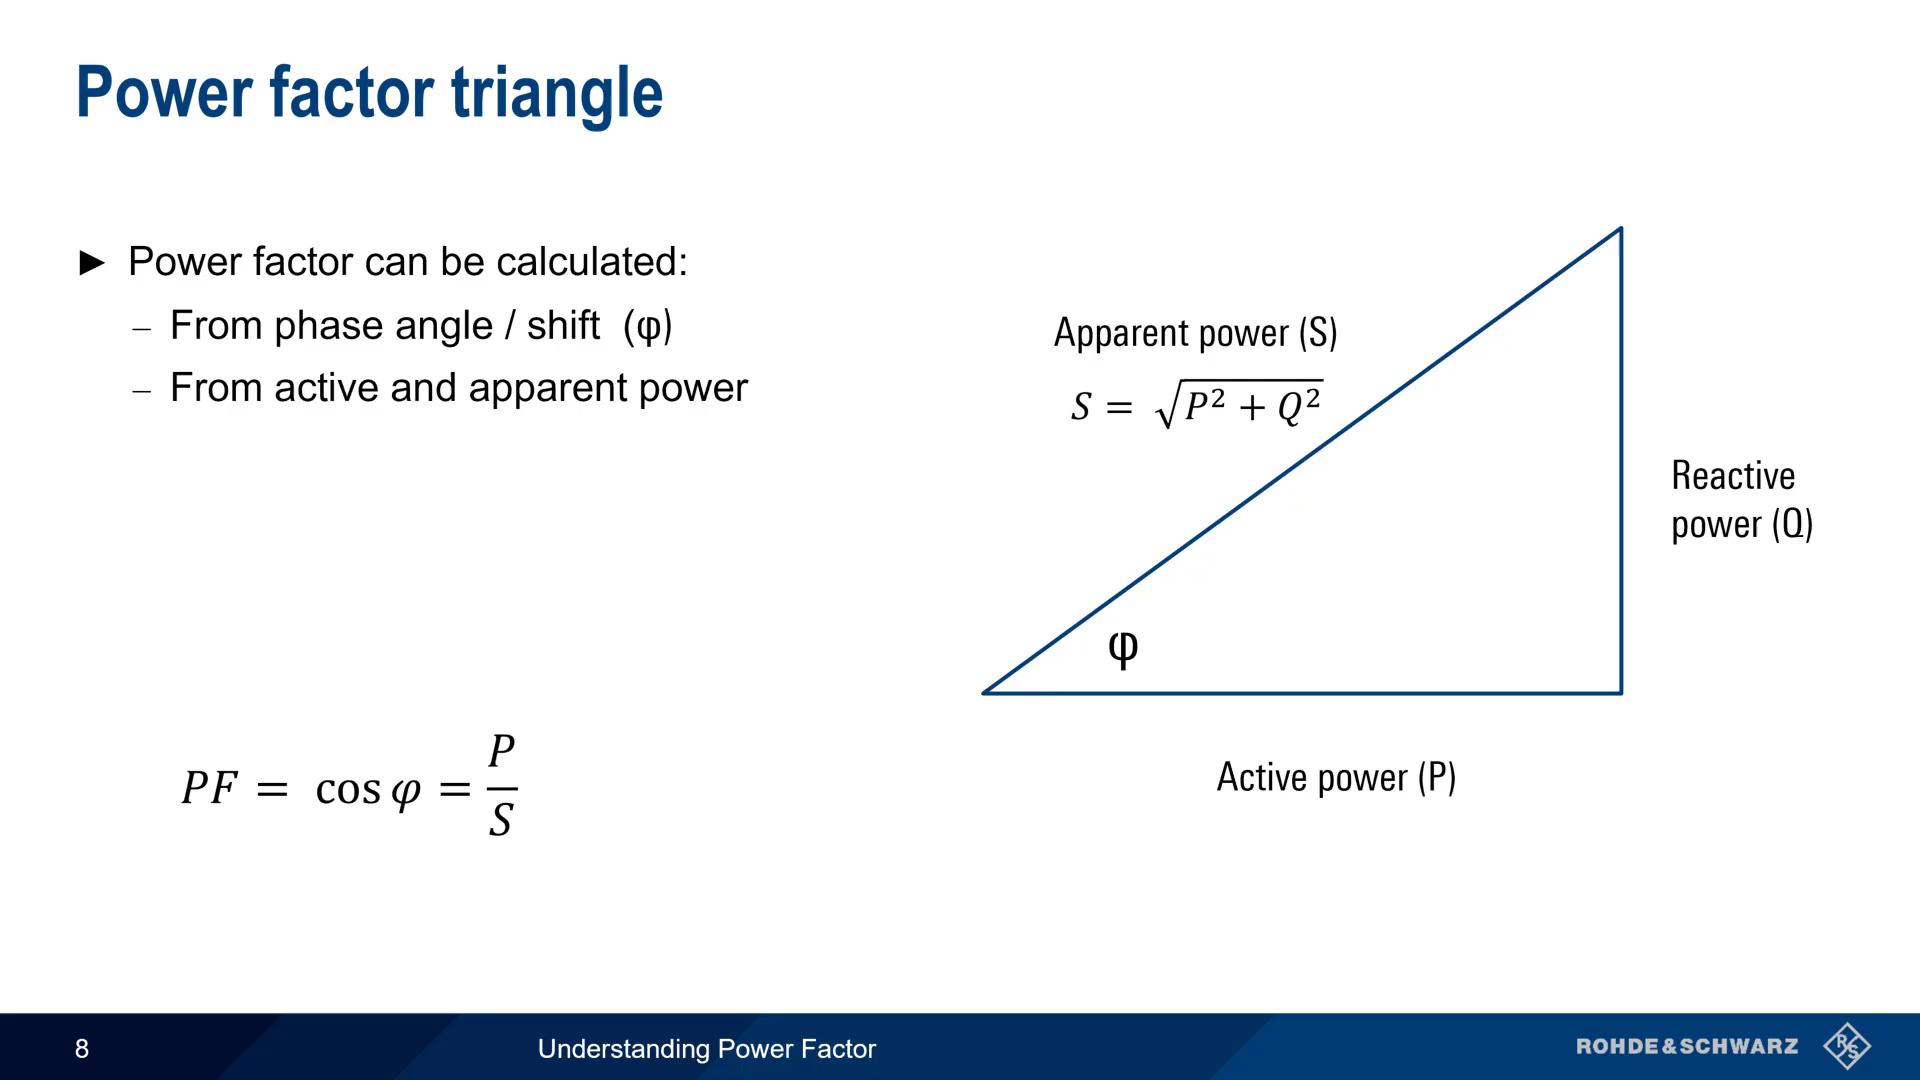 Power factor triangle
► Power factor can be calculated:
– From phase angle / shift (φ)
– From active and apparent power
PF = cos φ = P/S
Apparent power (S)
S = √(P² + Q²)
Reactive
power (Q)
φ
Active power (P)
8
Understanding Power Factor
ROHDE&SCHWARZ
R&S